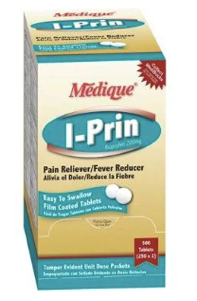 Medique®
I-Prin
Ibuprofen 200mg
Pain Reliever/Fever Reducer
Alivia el Dolor/Reduce la Fiebre
Easy To Swallow
Film Coated Tablets
500
Tablets
(250 x 2)
Tamper Evident Unit Dose Packets